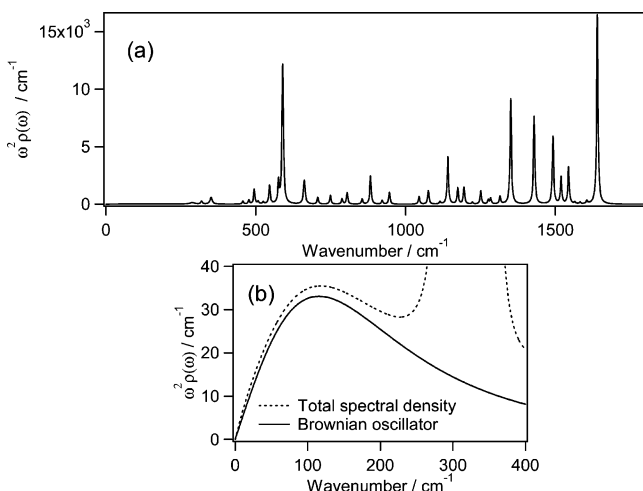 (a)
15x10³
10
5
0
ω²ρ(ω) / cm⁻¹
0 500 1000 1500
Wavenumber / cm⁻¹
(b)
40
30
20
10
0
ω²ρ(ω) / cm⁻¹
Total spectral density
Brownian oscillator
0 100 200 300 400
Wavenumber / cm⁻¹